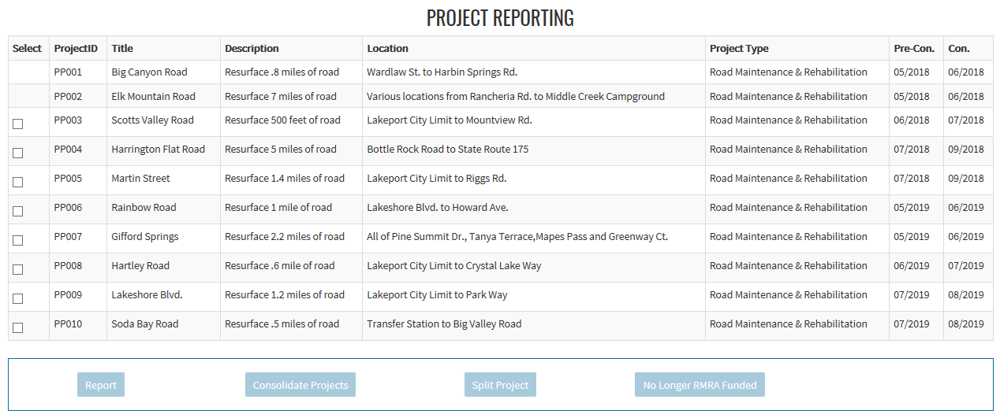 PROJECT REPORTING
Select ProjectID Title Description Location Project Type Pre-Con. Con.
PP001 Big Canyon Road Resurface .8 miles of road Wardlaw St. to Harbin Springs Rd. Road Maintenance & Rehabilitation 05/2018 06/2018
PP002 Elk Mountain Road Resurface 7 miles of road Various locations from Rancheria Rd. to Middle Creek Campground Road Maintenance & Rehabilitation 05/2018 06/2018
PP003 Scotts Valley Road Resurface 500 feet of road Lakeport City Limit to Mountview Rd. Road Maintenance & Rehabilitation 06/2018 07/2018
PP004 Harrington Flat Road Resurface 5 miles of road Bottle Rock Road to State Route 175 Road Maintenance & Rehabilitation 07/2018 09/2018
PP005 Martin Street Resurface 1.4 miles of road Lakeport City Limit to Riggs Rd. Road Maintenance & Rehabilitation 07/2018 09/2018
PP006 Rainbow Road Resurface 1 mile of road Lakeshore Blvd. to Howard Ave. Road Maintenance & Rehabilitation 05/2019 06/2019
PP007 Gifford Springs Resurface 2.2 miles of road All of Pine Summit Dr., Tanya Terrace,Mapes Pass and Greenway Ct. Road Maintenance & Rehabilitation 05/2019 06/2019
PP008 Hartley Road Resurface .6 mile of road Lakeport City Limit to Crystal Lake Way Road Maintenance & Rehabilitation 06/2019 07/2019
PP009 Lakeshore Blvd. Resurface 1.2 miles of road Lakeport City Limit to Park Way Road Maintenance & Rehabilitation 07/2019 08/2019
PP010 Soda Bay Road Resurface .5 miles of road Transfer Station to Big Valley Road Road Maintenance & Rehabilitation 07/2019 08/2019
Report Consolidate Projects Split Project No Longer RMRA Funded